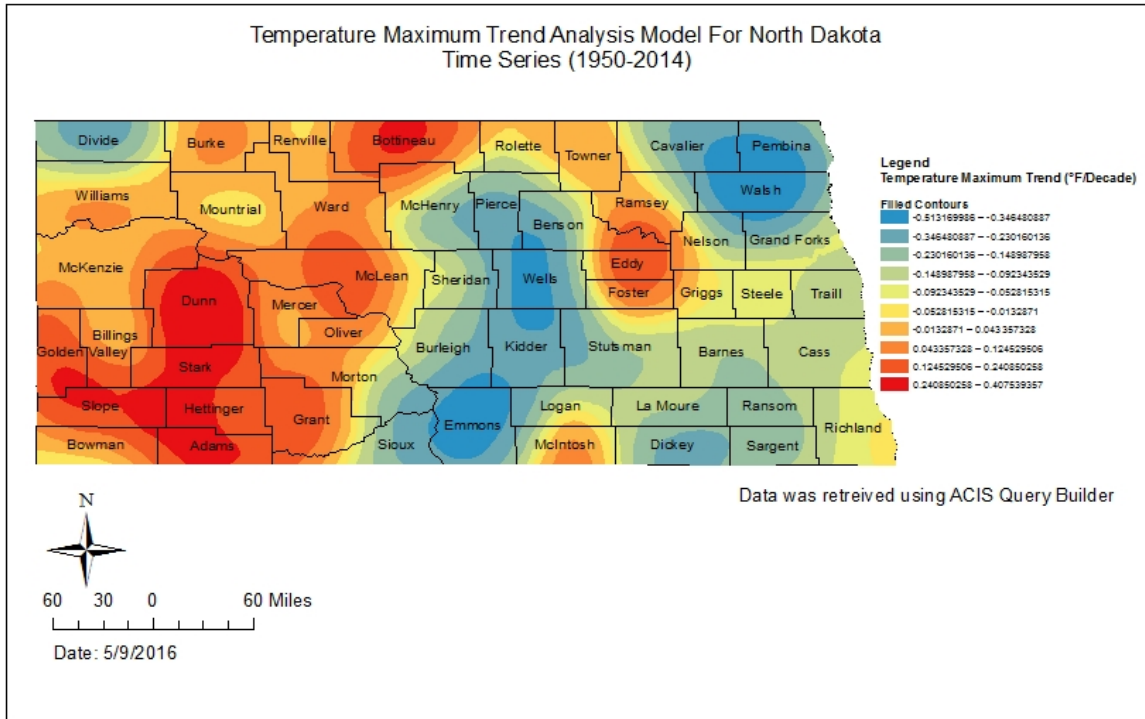 Temperature Maximum Trend Analysis Model For North Dakota
Time Series (1950-2014)
Divide
Burke
Renville
Bottineau
Rolette
Towner
Cavalier
Pembina
Williams
Mountrial
Ward
McHenry
Pierce
Benson
Ramsey
Walsh
Nelson
Grand Forks
McKenzie
Dunn
McLean
Mercer
Sheridan
Wells
Eddy
Foster
Griggs
Steele
Traill
Golden
Valley
Billings
Oliver
Stark
Morton
Burleigh
Kidder
Stutsman
Barnes
Cass
Slope
Hettinger
Grant
Emmons
Logan
La Moure
Ransom
Richland
Bowman
Adams
Sioux
McIntosh
Dickey
Sargent
Legend
Temperature Maximum Trend (°F/Decade)
Filled Contours
-0.513169986 – -0.346480887
-0.346480887 – -0.230160136
-0.230160136 – -0.148987958
-0.148987958 – -0.092343529
-0.092343529 – -0.052815315
-0.052815315 – -0.0132871
-0.0132871 – 0.043357328
0.043357328 – 0.124529506
0.124529506 – 0.240850258
0.240850258 – 0.407539357
Data was retreived using ACIS Query Builder
N
60 30 0 60 Miles
Date: 5/9/2016